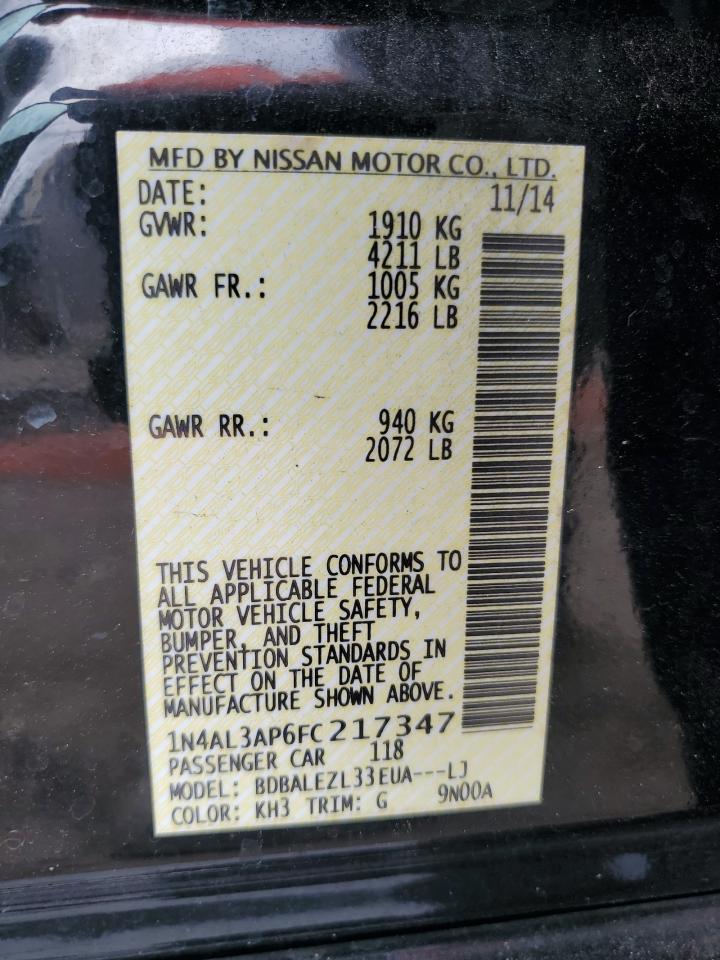 MFD BY NISSAN MOTOR CO., LTD.
DATE: 11/14
GVWR: 1910 KG
4211 LB
GAWR FR.: 1005 KG
2216 LB
GAWR RR.: 940 KG
2072 LB
THIS VEHICLE CONFORMS TO
ALL APPLICABLE FEDERAL
MOTOR VEHICLE SAFETY,
BUMPER, AND THEFT
PREVENTION STANDARDS IN
EFFECT ON THE DATE OF
MANUFACTURE SHOWN ABOVE.
1N4AL3AP6FC217347
PASSENGER CAR 118
MODEL: BDBALEZL33EUA---LJ
COLOR: KH3 TRIM: G 9N00A